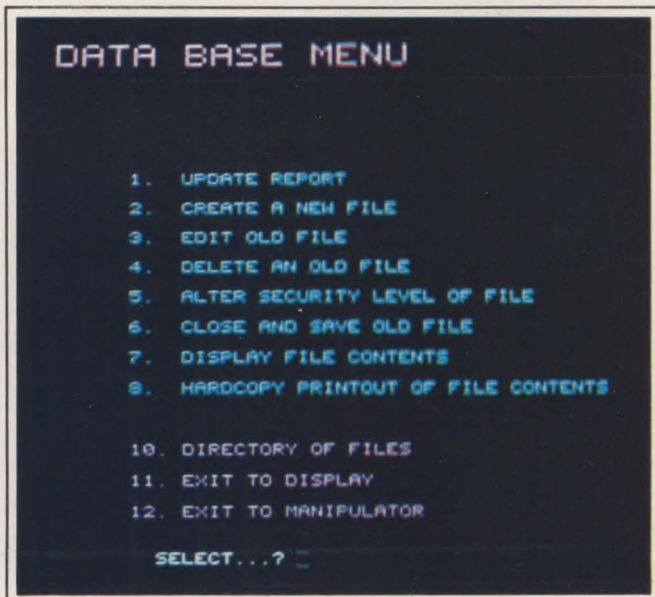 DATA BASE MENU
1. UPDATE REPORT
2. CREATE A NEW FILE
3. EDIT OLD FILE
4. DELETE AN OLD FILE
5. ALTER SECURITY LEVEL OF FILE
6. CLOSE AND SAVE OLD FILE
7. DISPLAY FILE CONTENTS
8. HARDCOPY PRINTOUT OF FILE CONTENTS.
10. DIRECTORY OF FILES
11. EXIT TO DISPLAY
12. EXIT TO MANIPULATOR
SELECT...? _